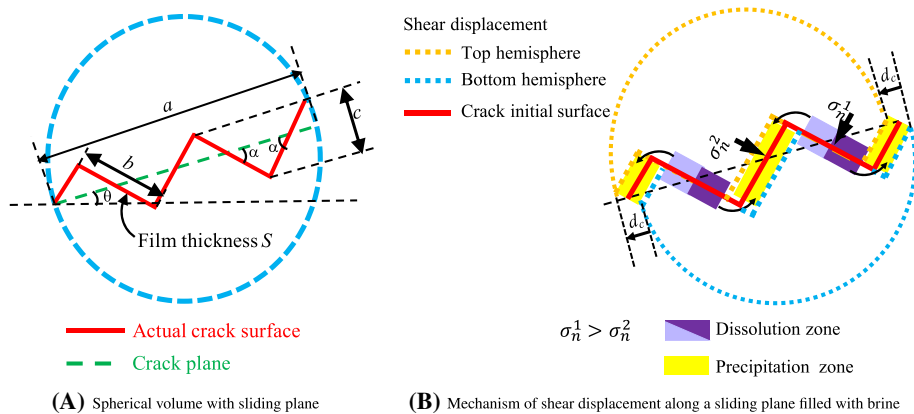 (A) Spherical volume with sliding plane
a
b
c
α
α
θ
Film thickness S
Actual crack surface
Crack plane
(B) Mechanism of shear displacement along a sliding plane filled with brine
Shear displacement
Top hemisphere
Bottom hemisphere
Crack initial surface
d_c
σ_n^1
σ_n^2
d_c
σ_n^1 > σ_n^2
Dissolution zone
Precipitation zone